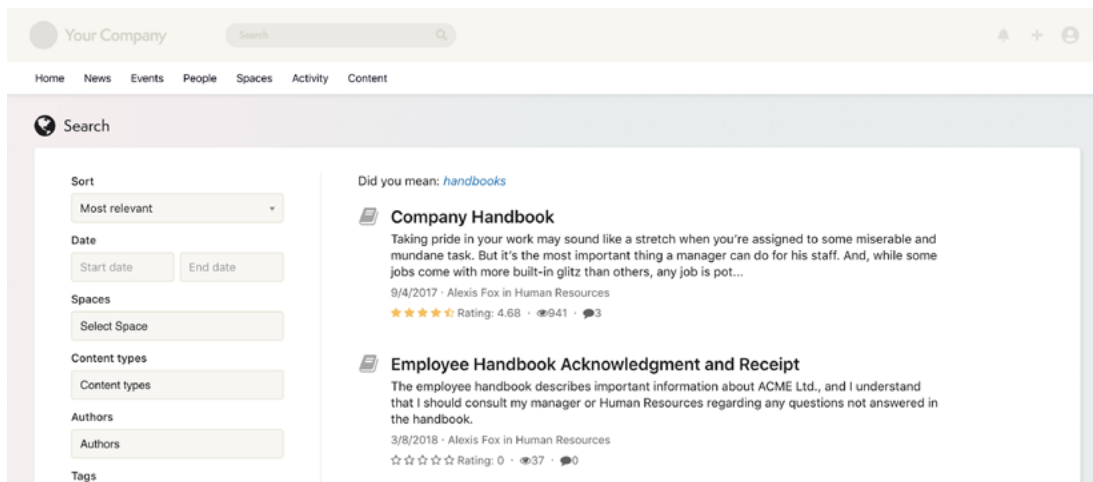 Your Company
Search
Home News Events People Spaces Activity Content
Search
Sort
Most relevant
Date
Start date End date
Spaces
Select Space
Content types
Content types
Authors
Authors
Tags
Did you mean: handbooks
Company Handbook
Taking pride in your work may sound like a stretch when you're assigned to some miserable and
mundane task. But it's the most important thing a manager can do for his staff. And, while some
jobs come with more built-in glitz than others, any job is pot...
9/4/2017 · Alexis Fox in Human Resources
Rating: 4.68 · 941 · 3
Employee Handbook Acknowledgment and Receipt
The employee handbook describes important information about ACME Ltd., and I understand
that I should consult my manager or Human Resources regarding any questions not answered in
the handbook.
3/8/2018 · Alexis Fox in Human Resources
Rating: 0 · 37 · 0